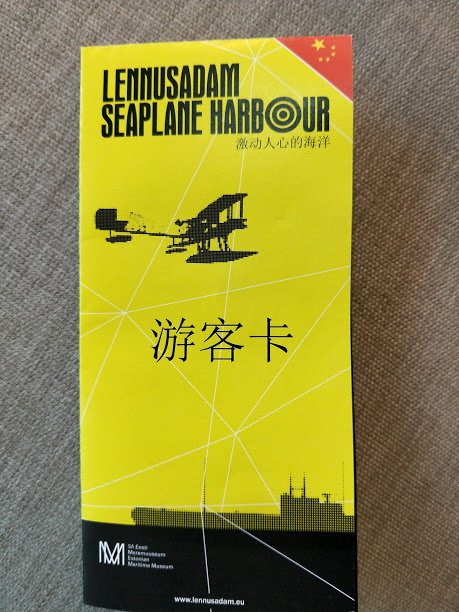 LENNUSADAM
SEAPLANE HARBOUR
激动人心的海洋
游客卡
SA Eesti
Meremuuseum
Estonian
Maritime Museum
www.lennusadam.eu